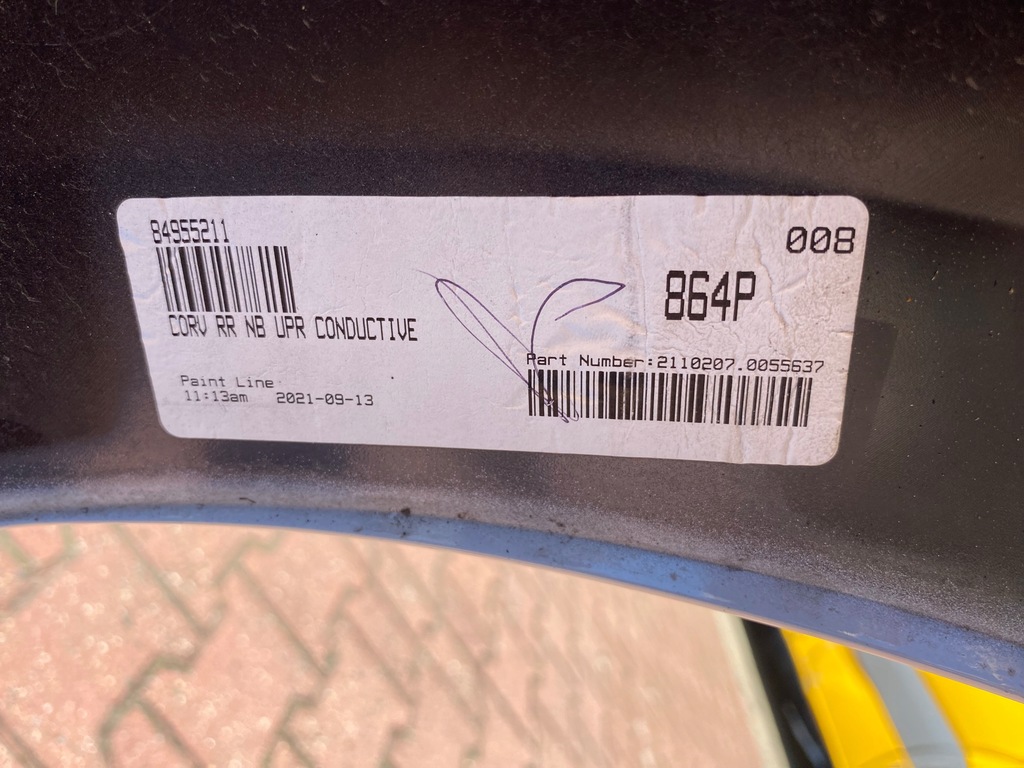 84955211
008
864P
CORV RR NB UPR CONDUCTIVE
Part Number:2110207.0055637
Paint Line
11:13am 2021-09-13